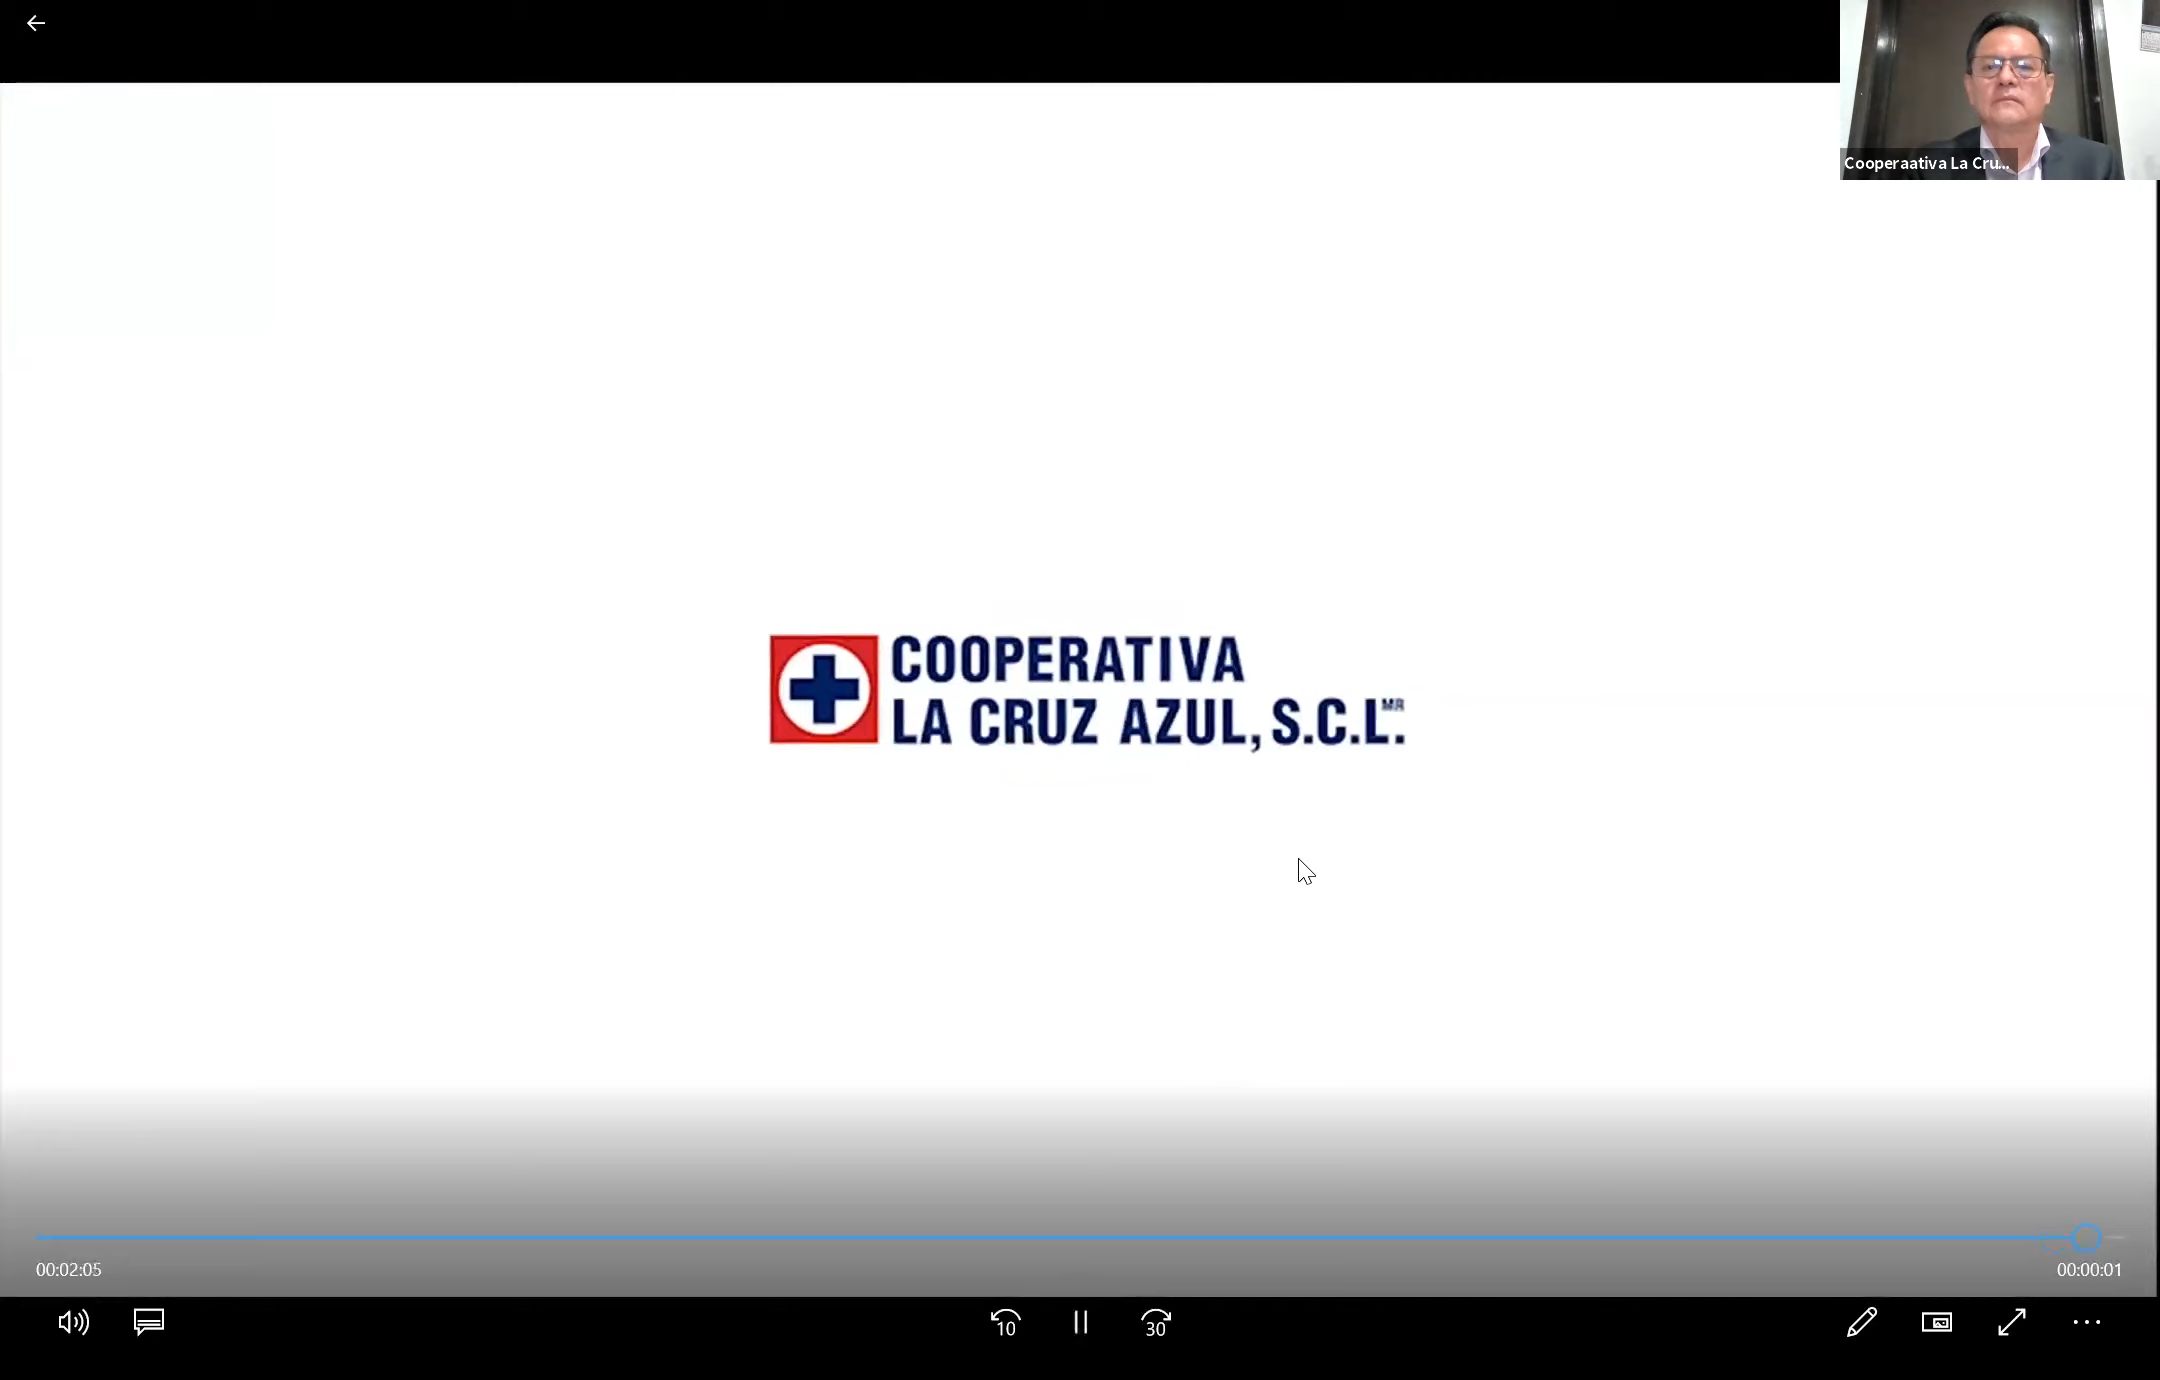 Cooperaativa La Cru...
COOPERATIVA
LA CRUZ AZUL, S.C.L.MR
00:02:05
00:00:01
10
30